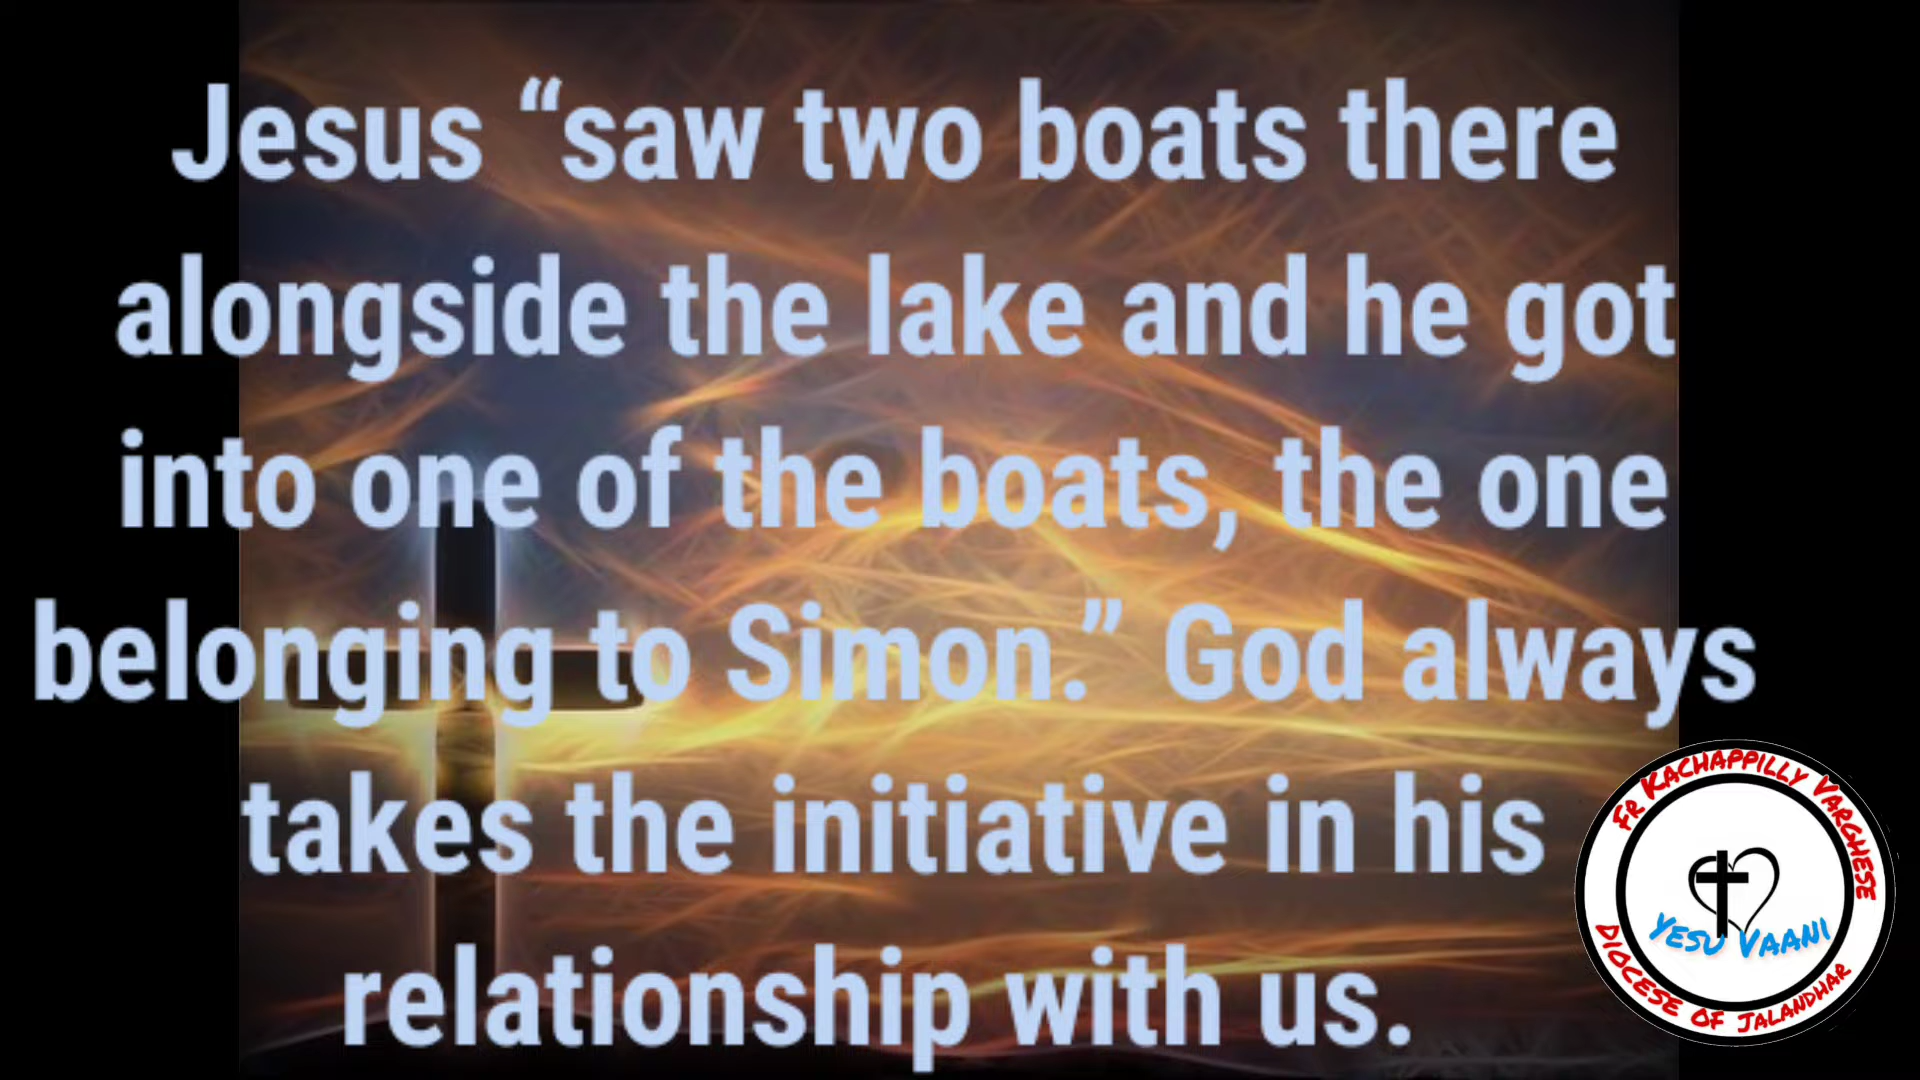 Jesus “saw two boats there
alongside the lake and he got
into one of the boats, the one
belonging to Simon.” God always
takes the initiative in his
relationship with us.
FR KACHAPPILLY VARGHESE
YESU VAANI
DIOCESE OF JALANDHAR